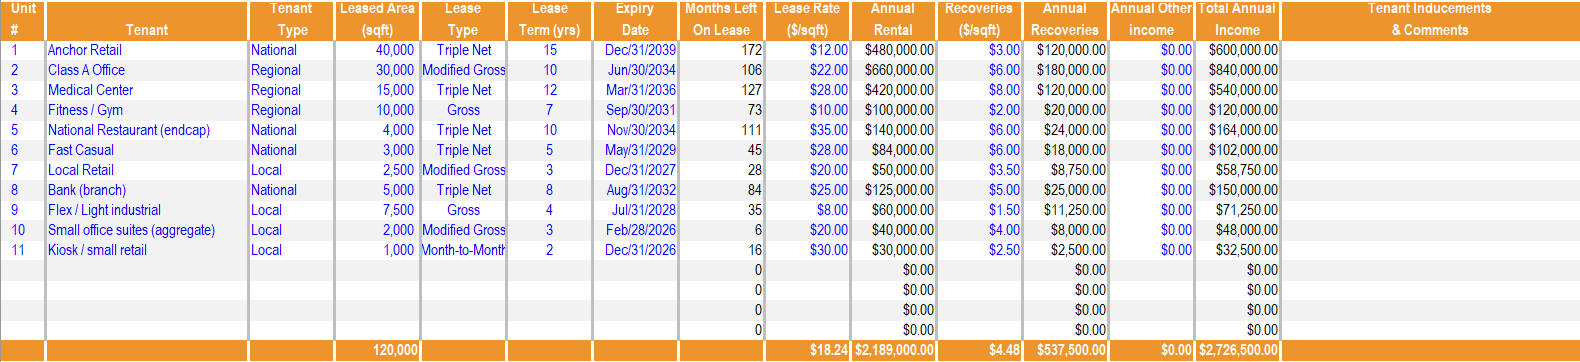 Unit # Tenant Tenant Type Leased Area (sqft) Lease Type Lease Term (yrs) Expiry Date Months Left On Lease Lease Rate ($/sqft) Annual Rental Recoveries ($/sqft) Annual Recoveries Annual Other income Total Annual Income Tenant Inducements & Comments
1 Anchor Retail National 40,000 Triple Net 15 Dec/31/2039 172 $12.00 $480,000.00 $3.00 $120,000.00 $0.00 $600,000.00
2 Class A Office Regional 30,000 Modified Gross 10 Jun/30/2034 106 $22.00 $660,000.00 $6.00 $180,000.00 $0.00 $840,000.00
3 Medical Center Regional 15,000 Triple Net 12 Mar/31/2036 127 $28.00 $420,000.00 $8.00 $120,000.00 $0.00 $540,000.00
4 Fitness / Gym Regional 10,000 Gross 7 Sep/30/2031 73 $10.00 $100,000.00 $2.00 $20,000.00 $0.00 $120,000.00
5 National Restaurant (endcap) National 4,000 Triple Net 10 Nov/30/2034 111 $35.00 $140,000.00 $6.00 $24,000.00 $0.00 $164,000.00
6 Fast Casual National 3,000 Triple Net 5 May/31/2029 45 $28.00 $84,000.00 $6.00 $18,000.00 $0.00 $102,000.00
7 Local Retail Local 2,500 Modified Gross 3 Dec/31/2027 28 $20.00 $50,000.00 $3.50 $8,750.00 $0.00 $58,750.00
8 Bank (branch) National 5,000 Triple Net 8 Aug/31/2032 84 $25.00 $125,000.00 $5.00 $25,000.00 $0.00 $150,000.00
9 Flex / Light industrial Local 7,500 Gross 4 Jul/31/2028 35 $8.00 $60,000.00 $1.50 $11,250.00 $0.00 $71,250.00
10 Small office suites (aggregate) Local 2,000 Modified Gross 3 Feb/28/2026 6 $20.00 $40,000.00 $4.00 $8,000.00 $0.00 $48,000.00
11 Kiosk / small retail Local 1,000 Month-to-Month 2 Dec/31/2026 16 $30.00 $30,000.00 $2.50 $2,500.00 $0.00 $32,500.00
0 $0.00 $0.00 $0.00
0 $0.00 $0.00 $0.00
0 $0.00 $0.00 $0.00
0 $0.00 $0.00 $0.00
120,000 $18.24 $2,189,000.00 $4.48 $537,500.00 $0.00 $2,726,500.00